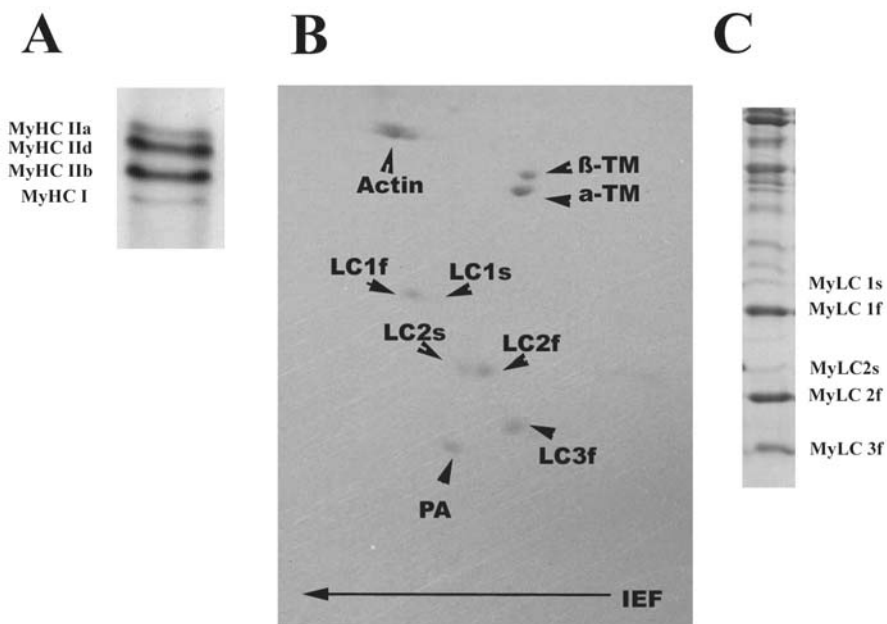 A
B
C
MyHC IIa
MyHC IId
MyHC IIb
MyHC I
Actin
ß-TM
a-TM
LC1f
LC1s
LC2s
LC2f
LC3f
PA
IEF
MyLC 1s
MyLC 1f
MyLC2s
MyLC 2f
MyLC 3f